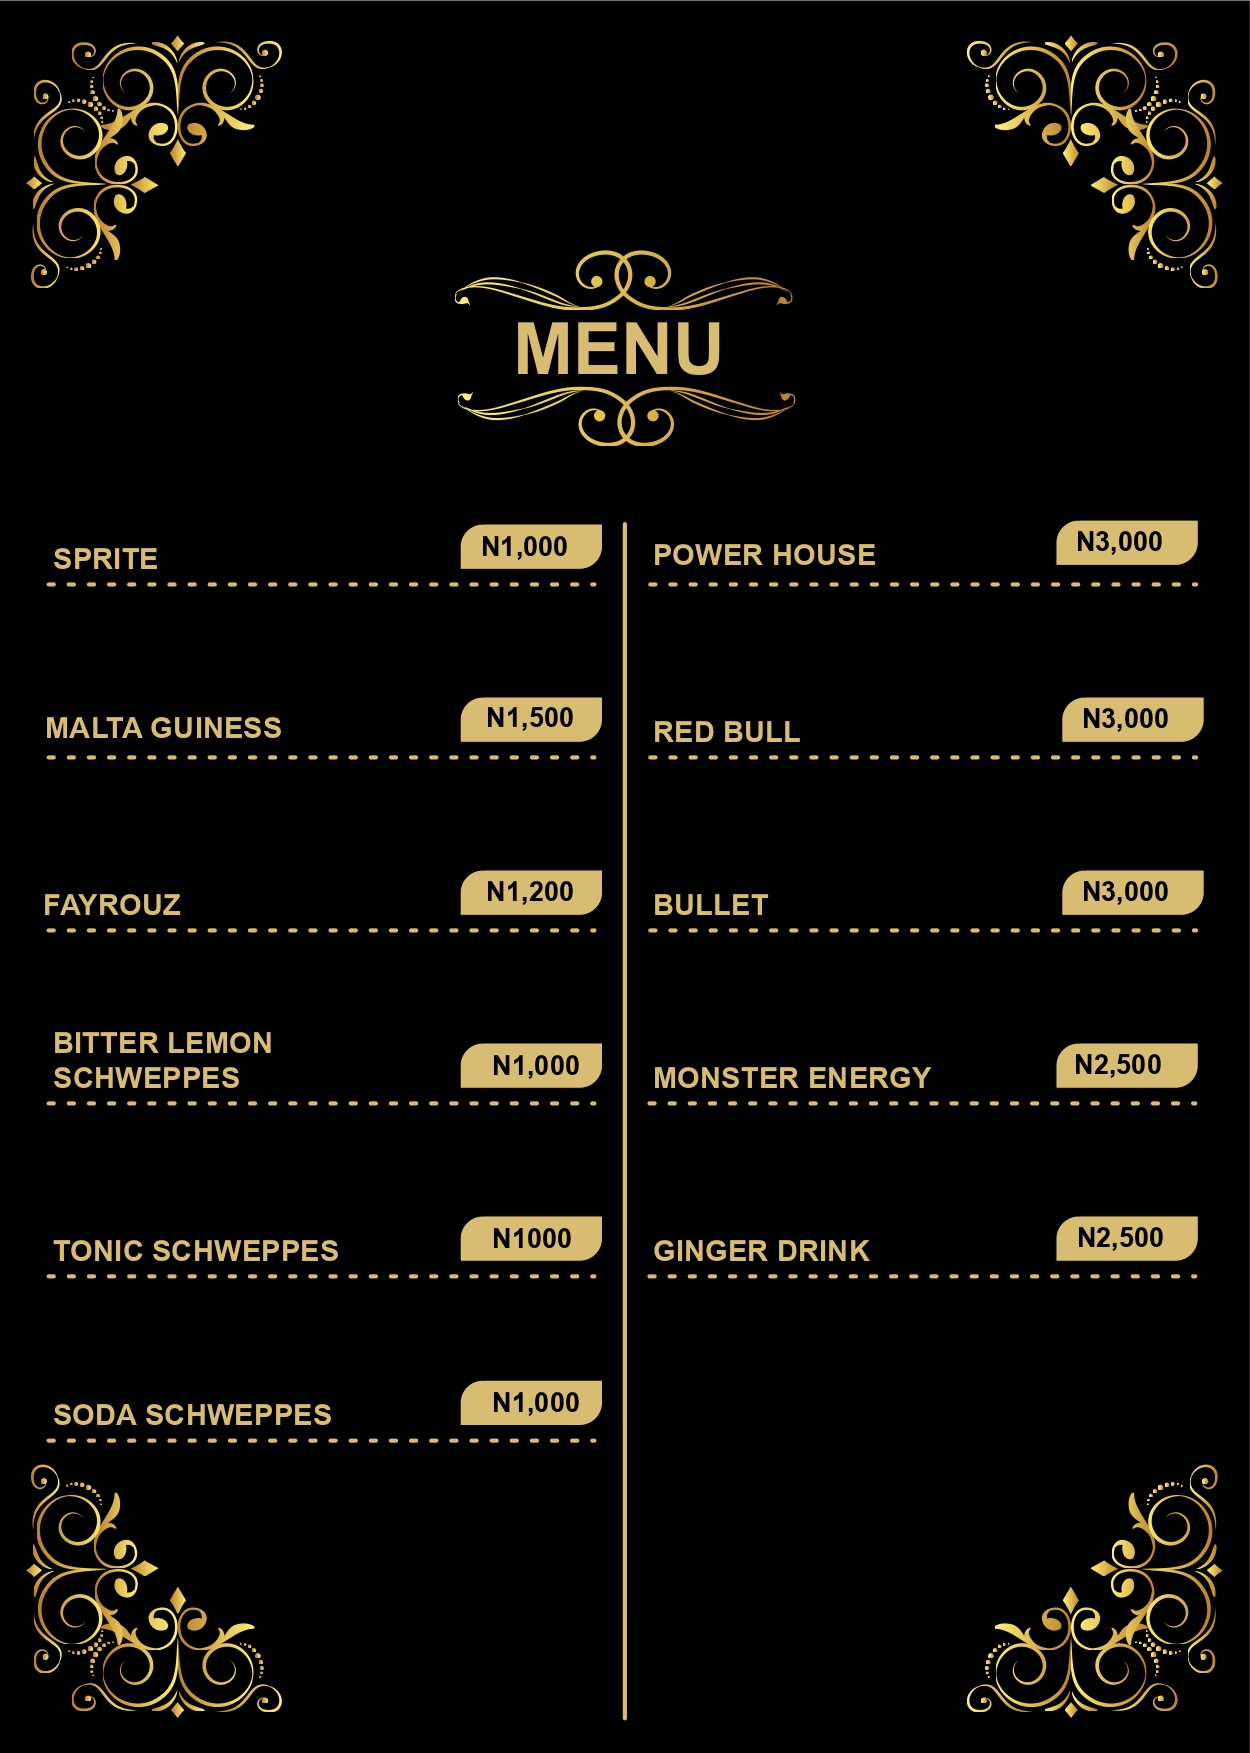 MENU
SPRITE N1,000
MALTA GUINESS N1,500
FAYROUZ N1,200
BITTER LEMON
SCHWEPPES N1,000
TONIC SCHWEPPES N1000
SODA SCHWEPPES N1,000
POWER HOUSE N3,000
RED BULL N3,000
BULLET N3,000
MONSTER ENERGY N2,500
GINGER DRINK N2,500